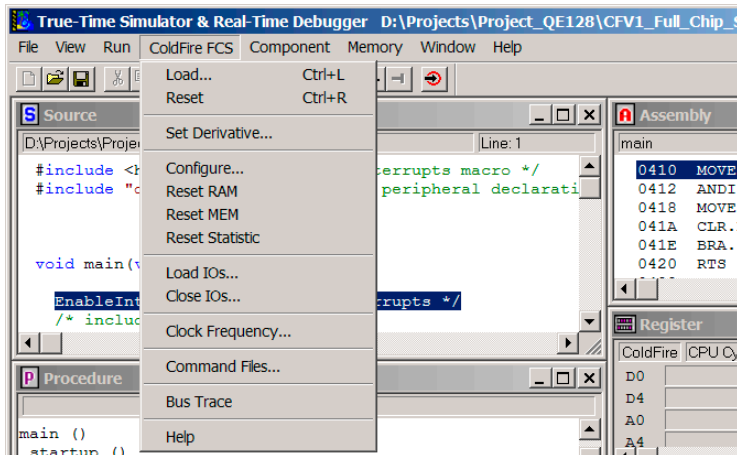 True-Time Simulator & Real-Time Debugger D:\Projects\Project_QE128\CFV1_Full_Chip_
File View Run ColdFire FCS Component Memory Window Help
Load... Ctrl+L
Reset Ctrl+R
Set Derivative...
Configure...
Reset RAM
Reset MEM
Reset Statistic
Load IOs...
Close IOs...
Clock Frequency...
Command Files...
Bus Trace
Help
Source
D:\Projects\Proje
Line: 1
#include <h terrupts macro */
#include "d peripheral declarati
void main(v
EnableInt rrupts */
/* includ
Procedure
main ()
startup ()
Assembly
main
0410 MOVE
0412 ANDI
0418 MOVE
041A CLR.
041E BRA.
0420 RTS
Register
ColdFire CPU Cy
D0
D4
A0
A4